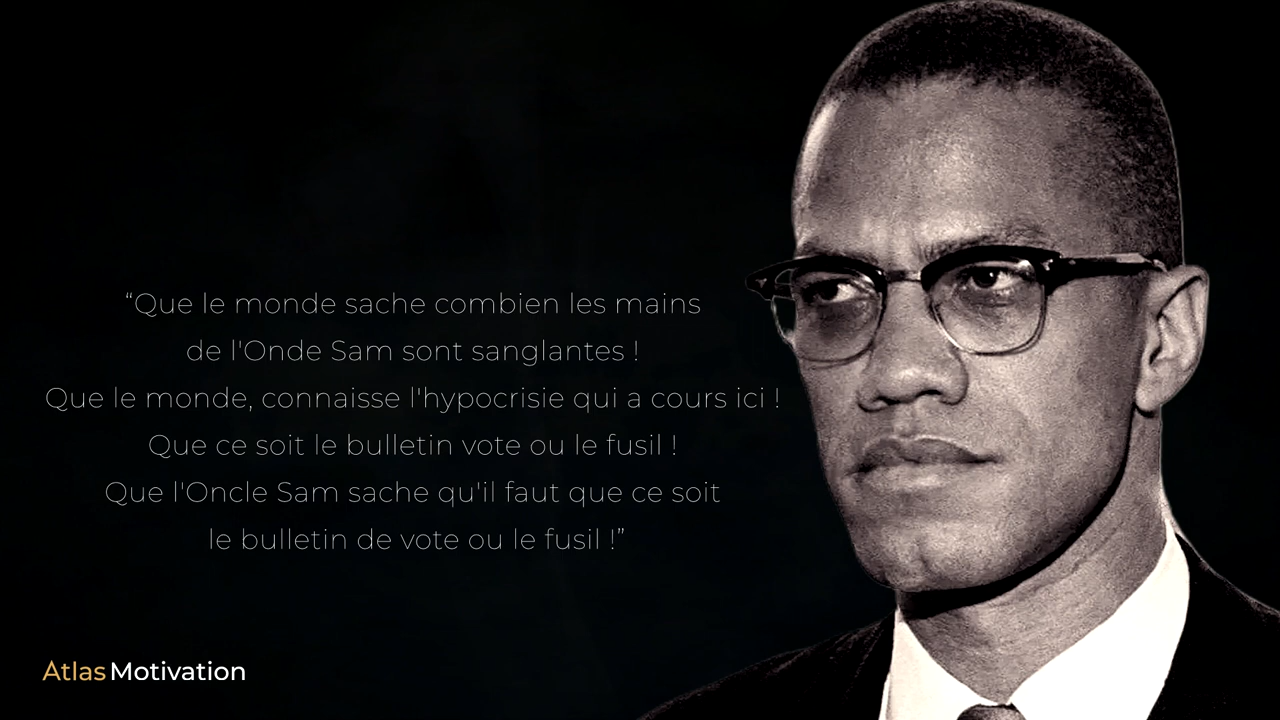 “Que le monde sache combien les mains
de l'Onde Sam sont sanglantes !
Que le monde, connaisse l'hypocrisie qui a cours ici !
Que ce soit le bulletin vote ou le fusil !
Que l'Oncle Sam sache qu'il faut que ce soit
le bulletin de vote ou le fusil !”
Atlas Motivation